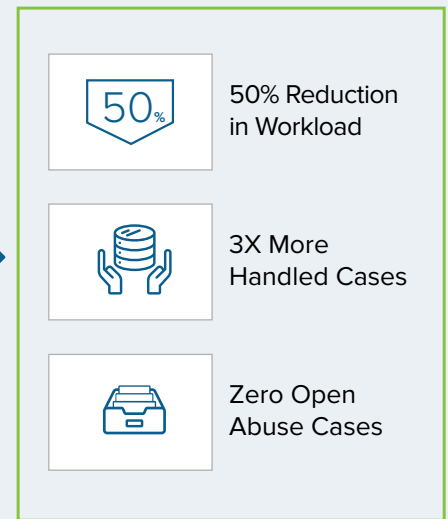 50%
50% Reduction
in Workload
3X More
Handled Cases
Zero Open
Abuse Cases